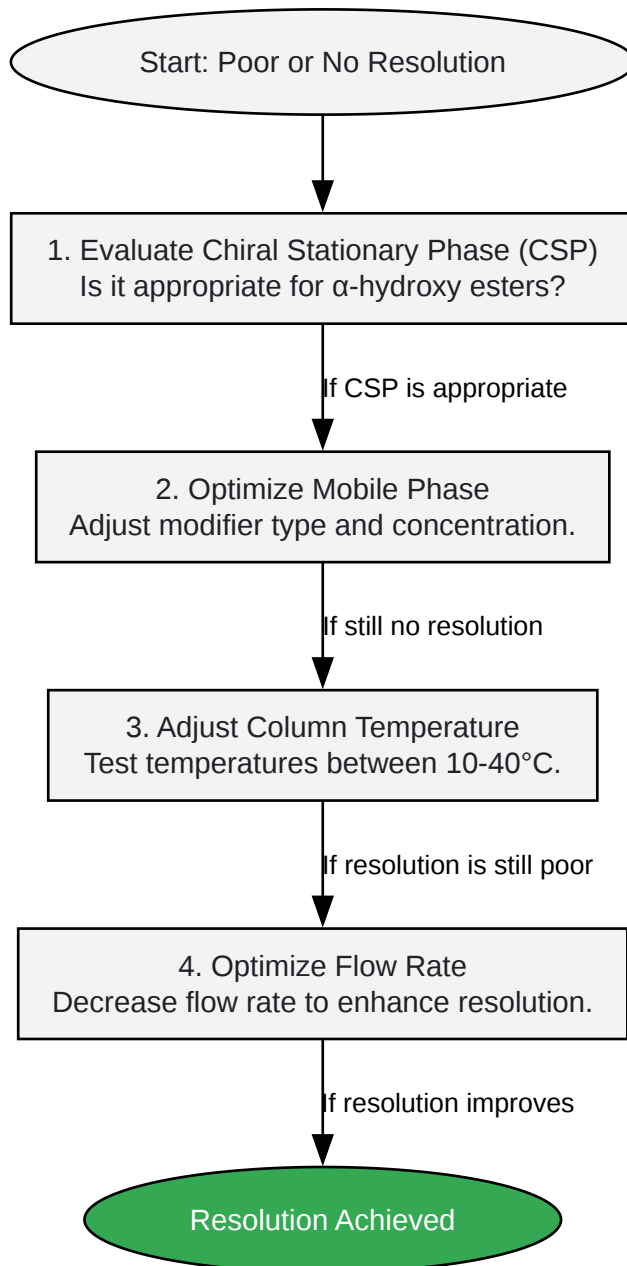 Start: Poor or No Resolution
1. Evaluate Chiral Stationary Phase (CSP)
Is it appropriate for α-hydroxy esters?
If CSP is appropriate
2. Optimize Mobile Phase
Adjust modifier type and concentration.
If still no resolution
3. Adjust Column Temperature
Test temperatures between 10-40°C.
If resolution is still poor
4. Optimize Flow Rate
Decrease flow rate to enhance resolution.
If resolution improves
Resolution Achieved